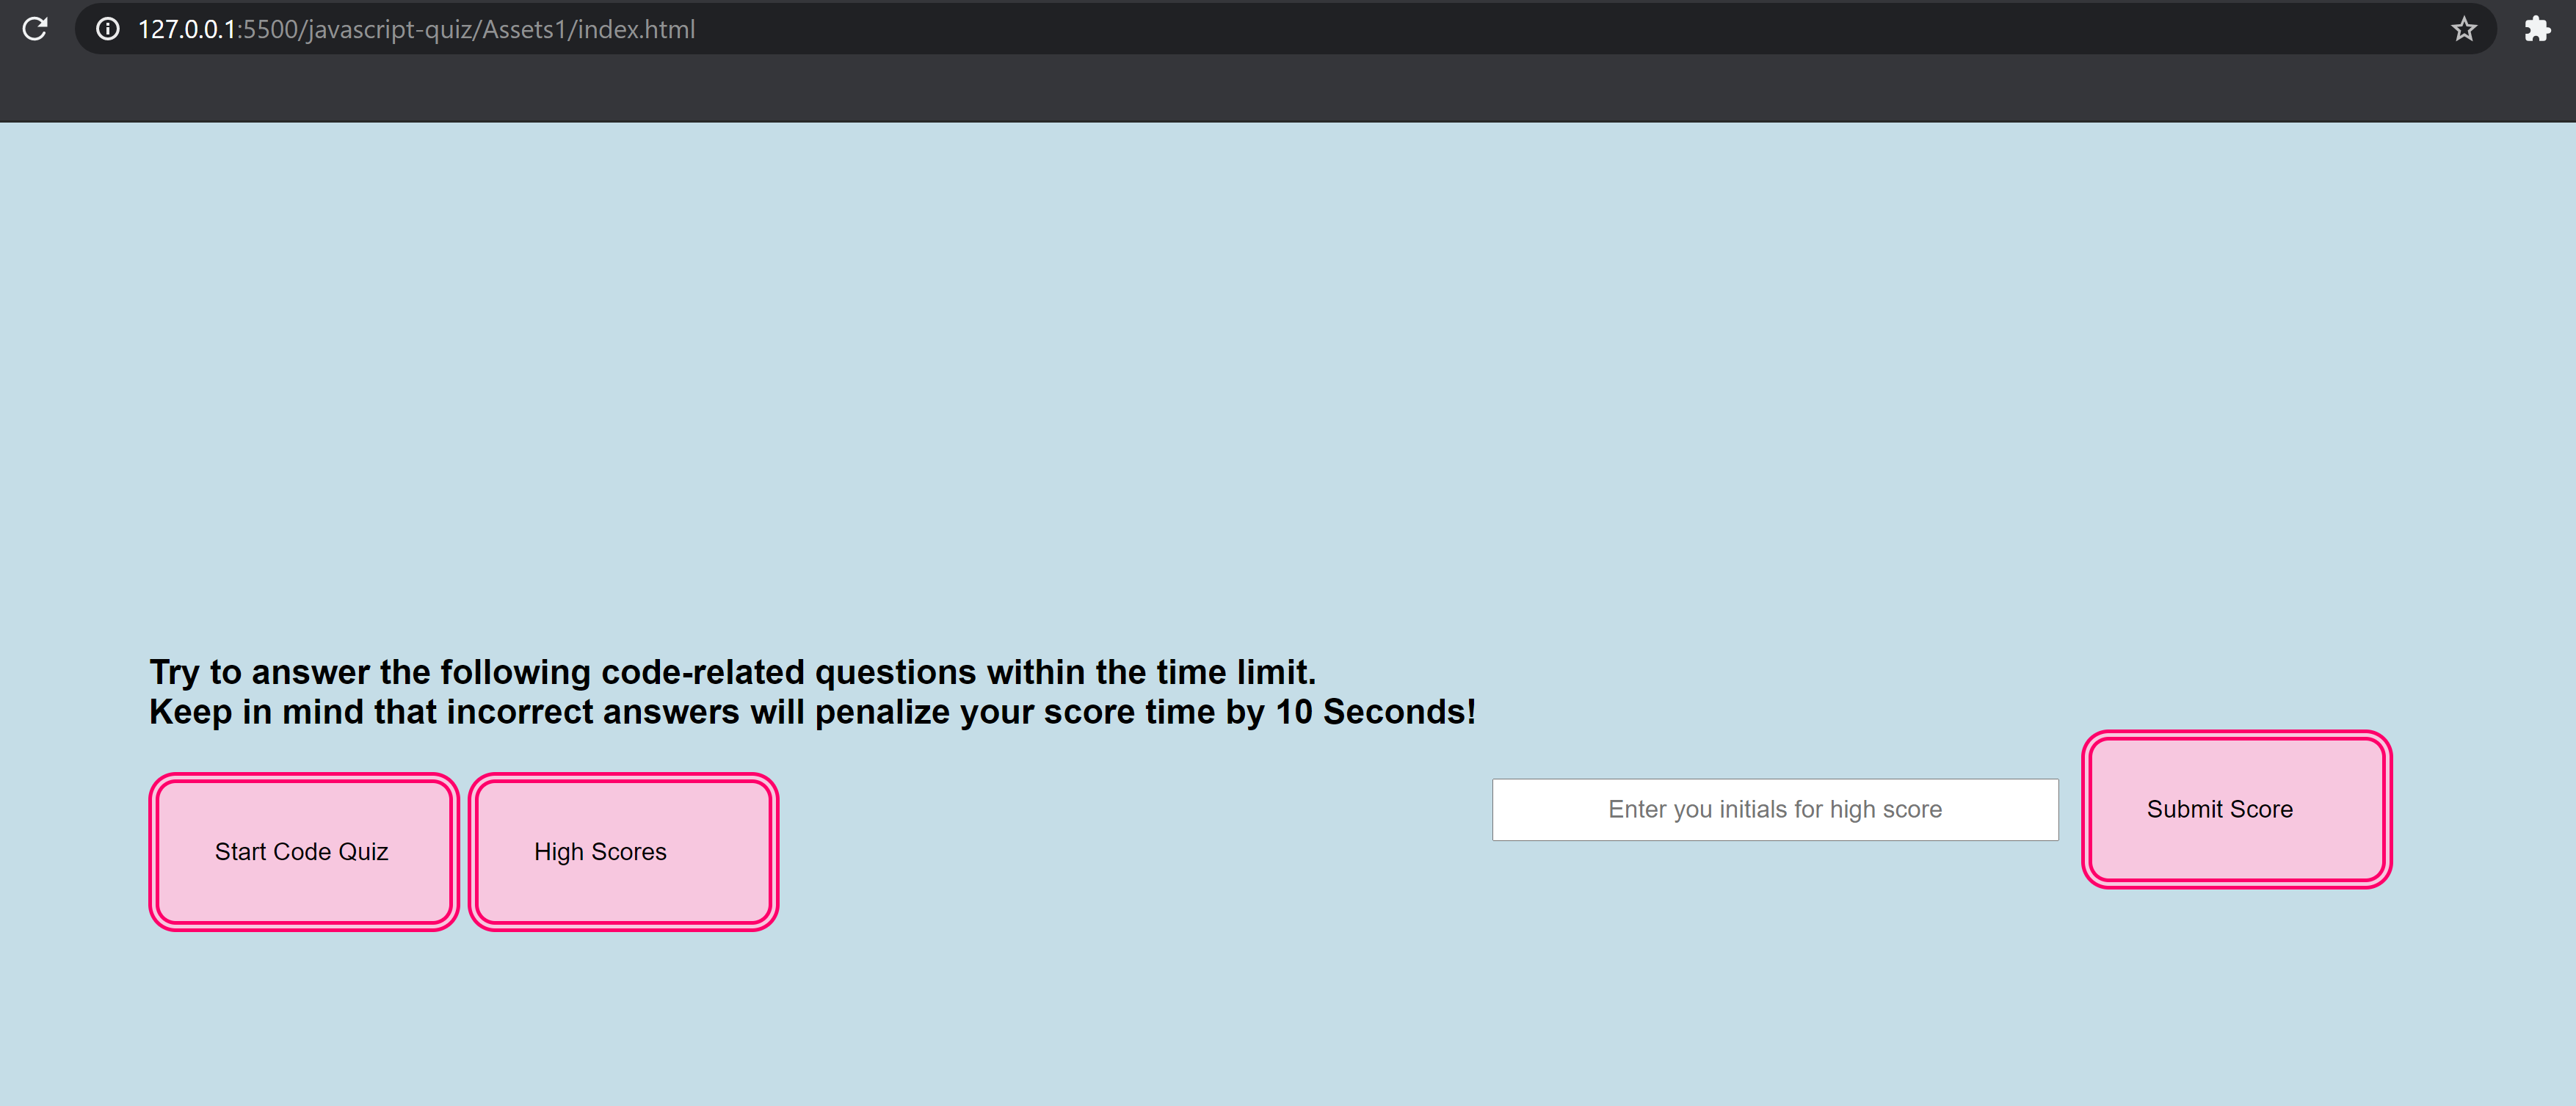 127.0.0.1:5500/javascript-quiz/Assets1/index.html
Try to answer the following code-related questions within the time limit.
Keep in mind that incorrect answers will penalize your score time by 10 Seconds!
Start Code Quiz
High Scores
Enter you initials for high score
Submit Score